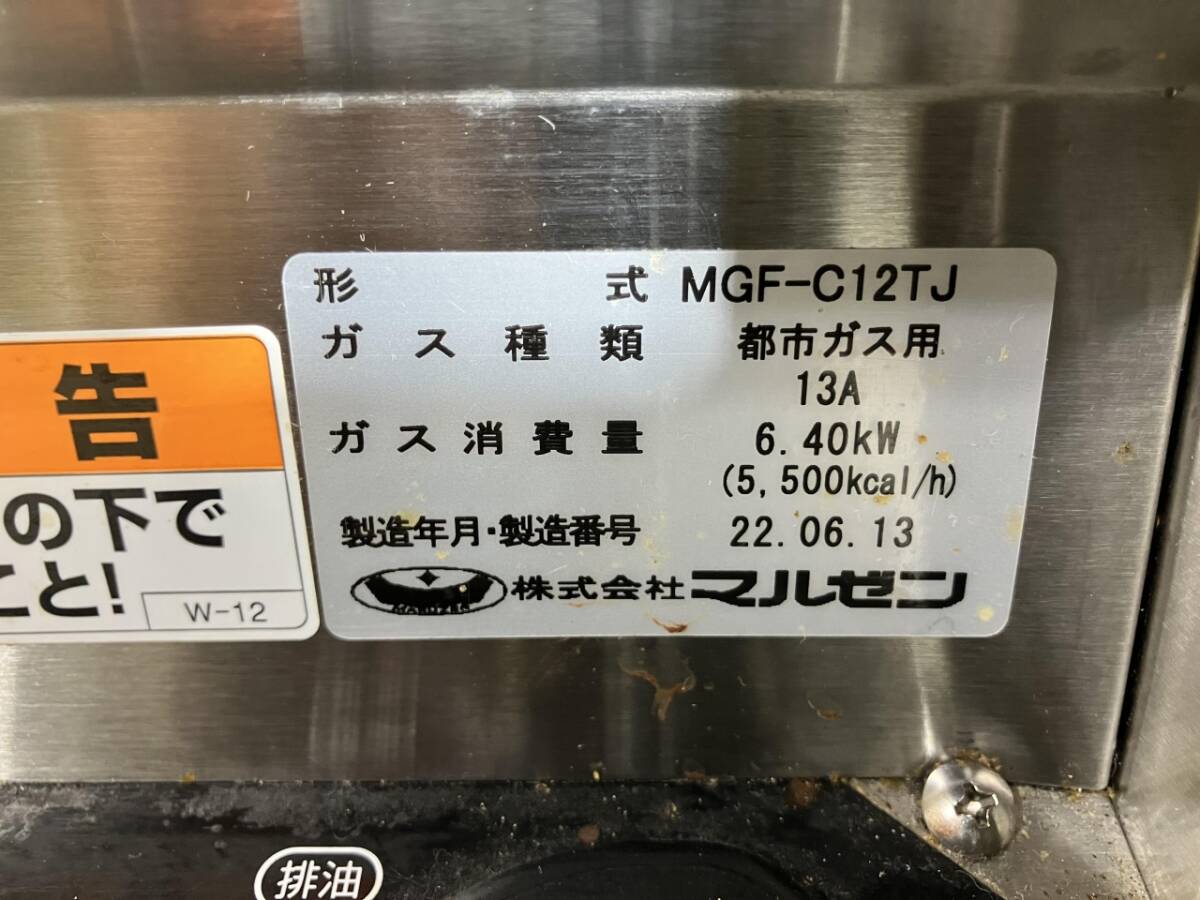 形式 MGF-C12TJ
ガス種類 都市ガス用
13A
ガス消費量 6.40kW
(5,500kcal/h)
製造年月・製造番号 22.06.13
MARUZEN 株式会社マルゼン
告
の下で
こと!
W-12
排油